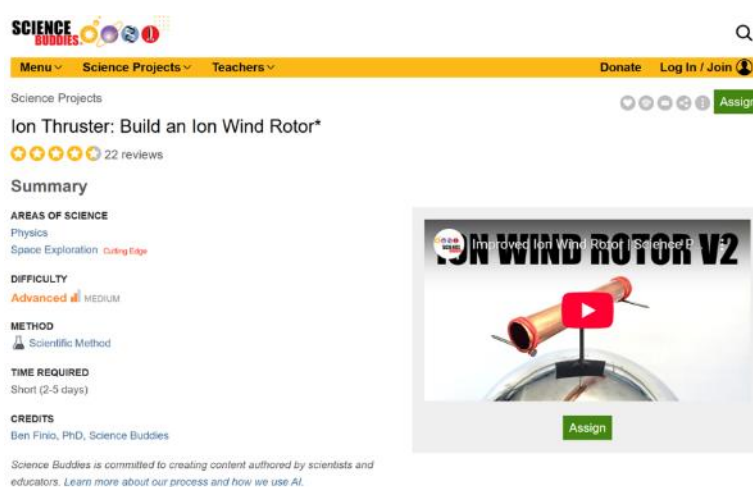 SCIENCE
BUDDIES
Menu Science Projects Teachers Donate Log In / Join
Science Projects
Assign
Ion Thruster: Build an Ion Wind Rotor*
22 reviews
Summary
AREAS OF SCIENCE
Physics
Space Exploration Cutting Edge
DIFFICULTY
Advanced MEDIUM
METHOD
Scientific Method
TIME REQUIRED
Short (2-5 days)
CREDITS
Ben Finio, PhD, Science Buddies
Science Buddies is committed to creating content authored by scientists and
educators. Learn more about our process and how we use AI.
Improved Ion Wind Rotor | Science P...
ION WIND ROTOR V2
Assign